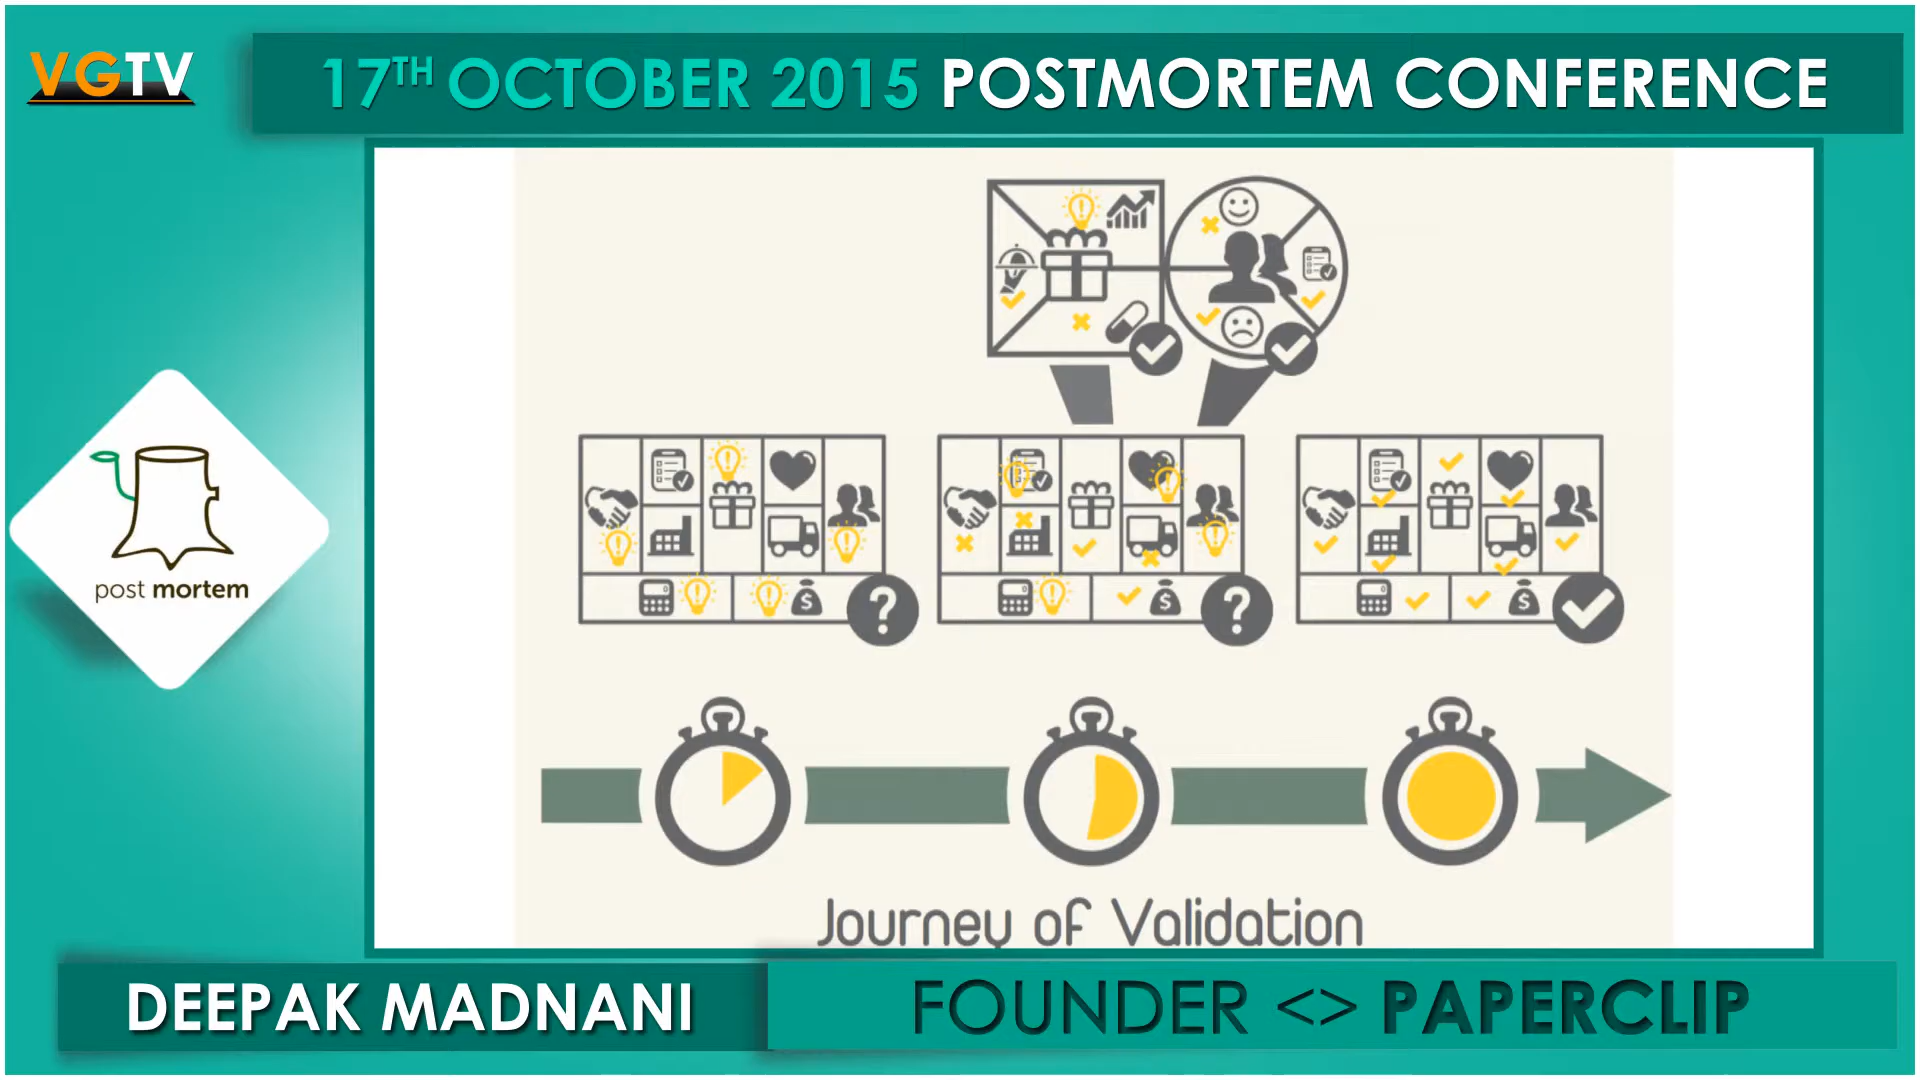 VGTV
17TH OCTOBER 2015 POSTMORTEM CONFERENCE
post mortem
?
?
Journey of Validation
DEEPAK MADNANI
FOUNDER <> PAPERCLIP